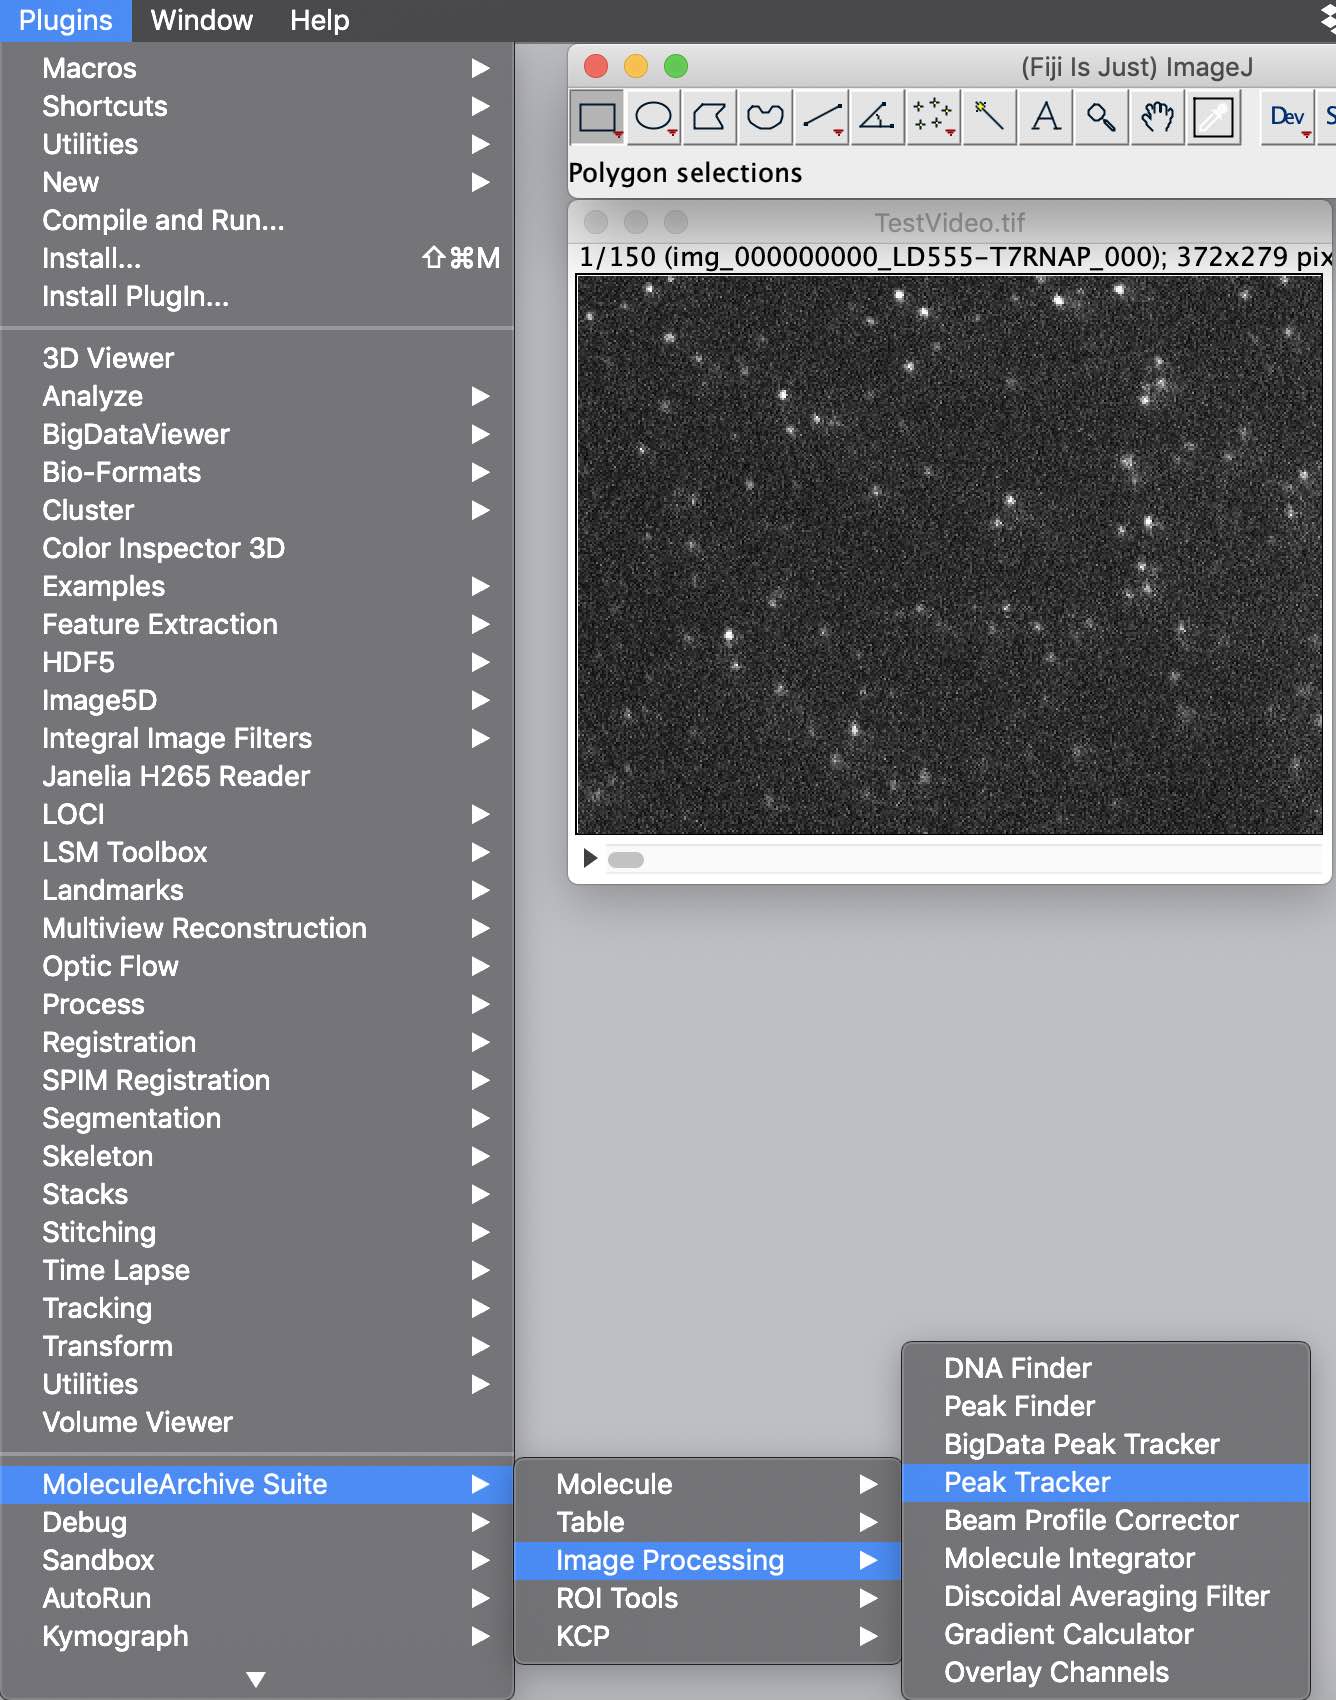 Plugins Window Help
Macros
Shortcuts
Utilities
New
Compile and Run...
Install... ⇧⌘M
Install PlugIn...
3D Viewer
Analyze
BigDataViewer
Bio-Formats
Cluster
Color Inspector 3D
Examples
Feature Extraction
HDF5
Image5D
Integral Image Filters
Janelia H265 Reader
LOCI
LSM Toolbox
Landmarks
Multiview Reconstruction
Optic Flow
Process
Registration
SPIM Registration
Segmentation
Skeleton
Stacks
Stitching
Time Lapse
Tracking
Transform
Utilities
Volume Viewer
MoleculeArchive Suite
Debug
Sandbox
AutoRun
Kymograph
(Fiji Is Just) ImageJ
A Dev S
Polygon selections
TestVideo.tif
1/150 (img_000000000_LD555-T7RNAP_000); 372x279 pix
Molecule
Table
Image Processing
ROI Tools
KCP
DNA Finder
Peak Finder
BigData Peak Tracker
Peak Tracker
Beam Profile Corrector
Molecule Integrator
Discoidal Averaging Filter
Gradient Calculator
Overlay Channels